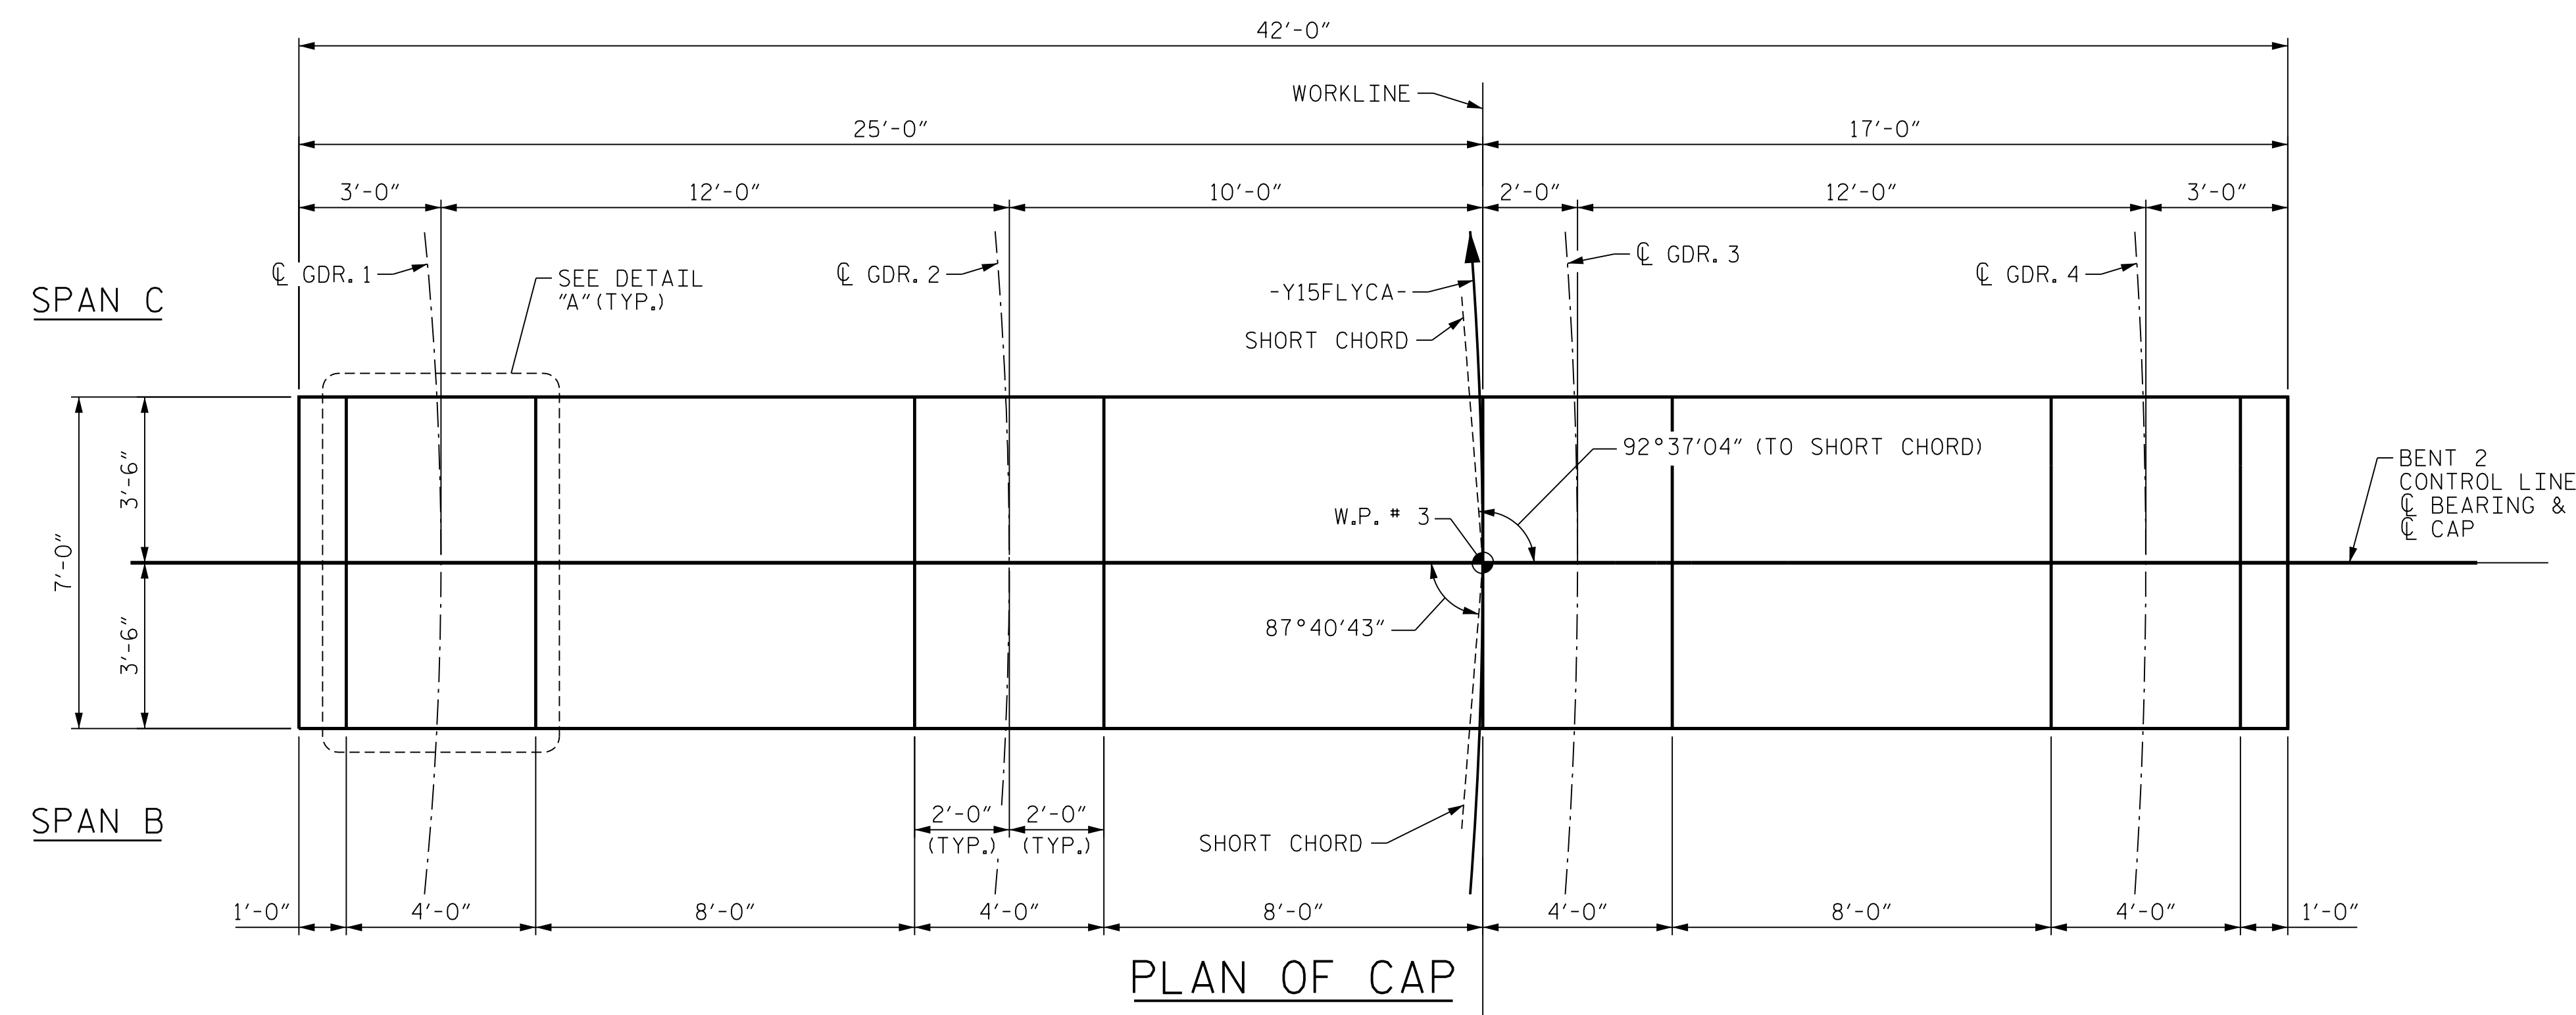 42'-0"
WORKLINE
25'-0"
17'-0"
3'-0"
12'-0"
10'-0"
2'-0"
12'-0"
3'-0"
℄ GDR. 1
SEE DETAIL
"A" (TYP.)
℄ GDR. 2
-Y15FLYCA-
SHORT CHORD
℄ GDR. 3
℄ GDR. 4
SPAN C
92°37'04" (TO SHORT CHORD)
W.P. # 3
BENT 2
CONTROL LINE
℄ BEARING &
℄ CAP
3'-6"
7'-0"
3'-6"
87°40'43"
SPAN B
2'-0"
(TYP.)
2'-0"
(TYP.)
SHORT CHORD
1'-0"
4'-0"
8'-0"
4'-0"
8'-0"
4'-0"
8'-0"
4'-0"
1'-0"
PLAN OF CAP